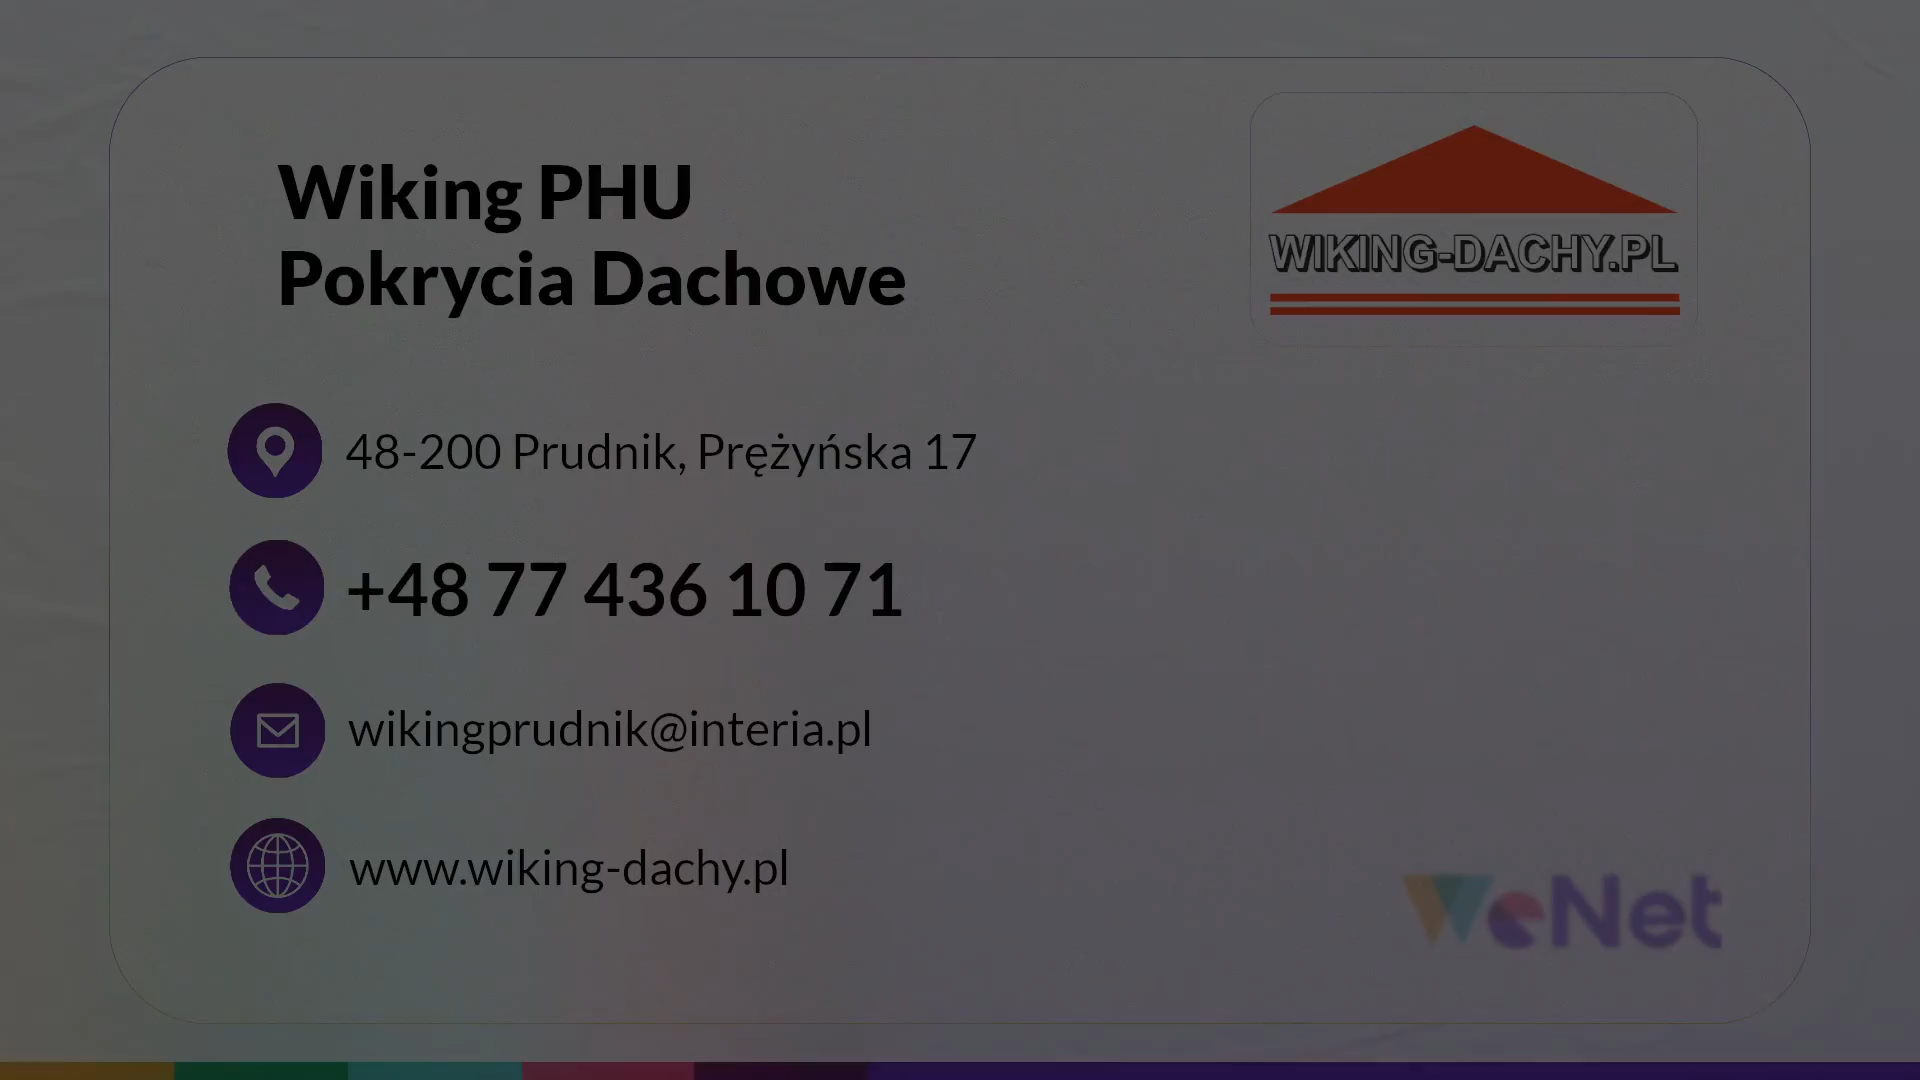 Wiking PHU
Pokrycia Dachowe
WIKING-DACHY.PL
48-200 Prudnik, Prężyńska 17
+48 77 436 10 71
wikingprudnik@interia.pl
www.wiking-dachy.pl
WeNet